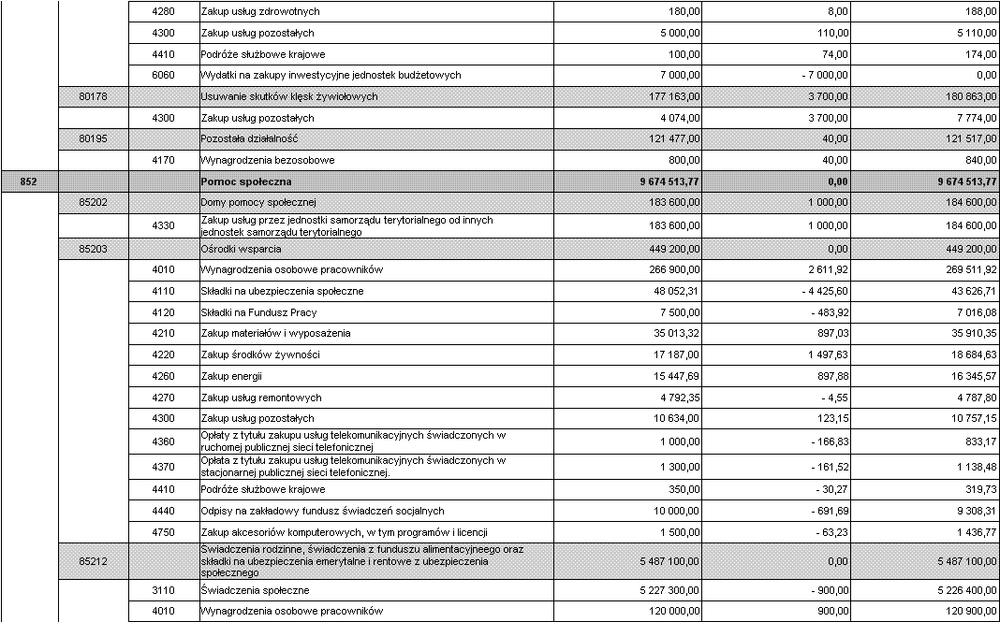 4280 Zakup usług zdrowotnych 180,00 8,00 188,00
4300 Zakup usług pozostałych 5 000,00 110,00 5 110,00
4410 Podróże służbowe krajowe 100,00 74,00 174,00
6060 Wydatki na zakupy inwestycyjne jednostek budżetowych 7 000,00 - 7 000,00 0,00
80178 Usuwanie skutków klęsk żywiołowych 177 163,00 3 700,00 180 863,00
4300 Zakup usług pozostałych 4 074,00 3 700,00 7 774,00
80195 Pozostała działalność 121 477,00 40,00 121 517,00
4170 Wynagrodzenia bezosobowe 800,00 40,00 840,00
852 Pomoc społeczna 9 674 513,77 0,00 9 674 513,77
85202 Domy pomocy społecznej 183 600,00 1 000,00 184 600,00
4330 Zakup usług przez jednostki samorządu terytorialnego od innych
jednostek samorządu terytorialnego 183 600,00 1 000,00 184 600,00
85203 Ośrodki wsparcia 449 200,00 0,00 449 200,00
4010 Wynagrodzenia osobowe pracowników 266 900,00 2 611,92 269 511,92
4110 Składki na ubezpieczenia społeczne 48 052,31 - 4 425,60 43 626,71
4120 Składki na Fundusz Pracy 7 500,00 - 483,92 7 016,08
4210 Zakup materiałów i wyposażenia 35 013,32 897,03 35 910,35
4220 Zakup środków żywności 17 187,00 1 497,63 18 684,63
4260 Zakup energii 15 447,69 897,88 16 345,57
4270 Zakup usług remontowych 4 792,35 - 4,55 4 787,80
4300 Zakup usług pozostałych 10 634,00 123,15 10 757,15
4360 Opłaty z tytułu zakupu usług telekomunikacyjnych świadczonych w
ruchomej publicznej sieci telefonicznej 1 000,00 - 166,83 833,17
4370 Opłata z tytułu zakupu usług telekomunikacyjnych świadczonych w
stacjonarnej publicznej sieci telefonicznej. 1 300,00 - 161,52 1 138,48
4410 Podróże służbowe krajowe 350,00 - 30,27 319,73
4440 Odpisy na zakładowy fundusz świadczeń socjalnych 10 000,00 - 691,69 9 308,31
4750 Zakup akcesoriów komputerowych, w tym programów i licencji 1 500,00 - 63,23 1 436,77
Świadczenia rodzinne, świadczenia z funduszu alimentacyjneego oraz
85212 składki na ubezpieczenia emerytalne i rentowe z ubezpieczenia 5 487 100,00 0,00 5 487 100,00
społecznego
3110 Świadczenia społeczne 5 227 300,00 - 900,00 5 226 400,00
4010 Wynagrodzenia osobowe pracowników 120 000,00 900,00 120 900,00